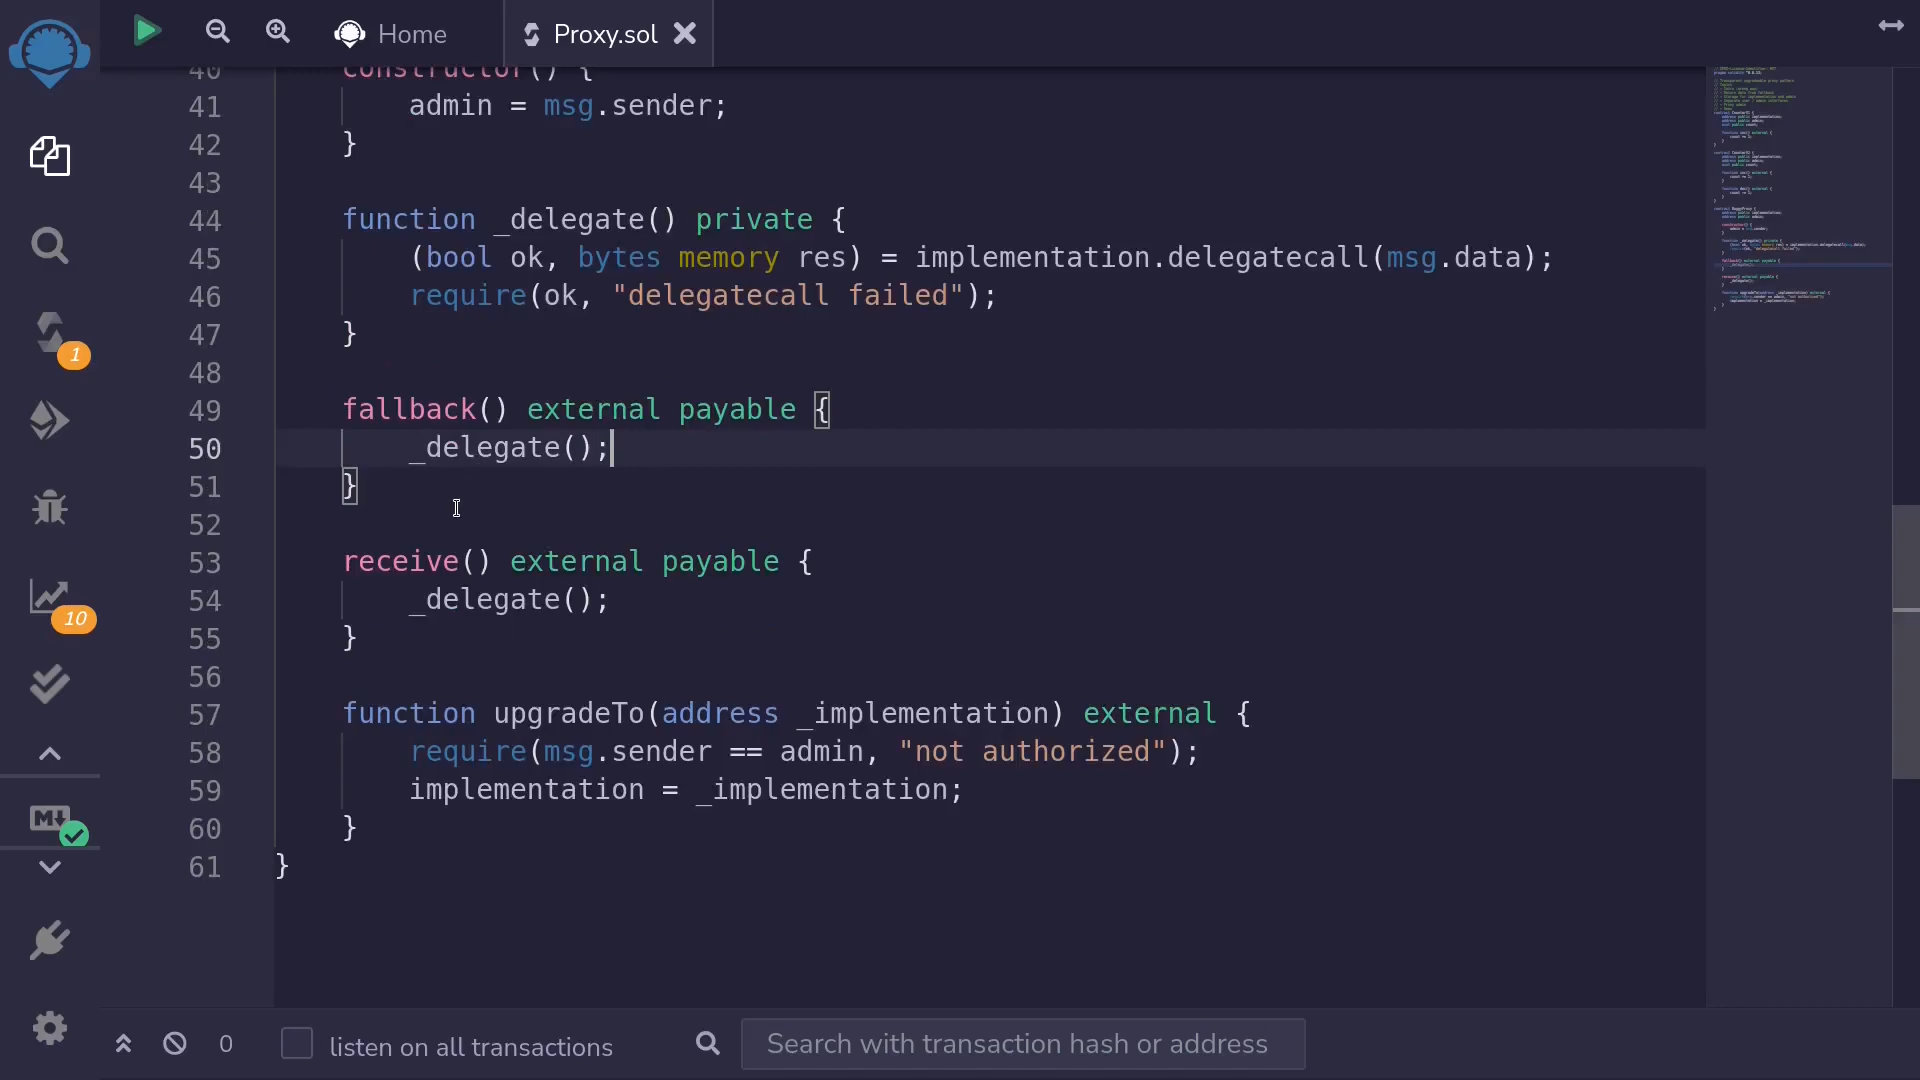 Home
Proxy.sol
40 constructor() {
41 admin = msg.sender;
42 }
43
44 function _delegate() private {
45 (bool ok, bytes memory res) = implementation.delegatecall(msg.data);
46 require(ok, "delegatecall failed");
47 }
48
49 fallback() external payable {
50 _delegate();
51 }
52
53 receive() external payable {
54 _delegate();
55 }
56
57 function upgradeTo(address _implementation) external {
58 require(msg.sender == admin, "not authorized");
59 implementation = _implementation;
60 }
61 }
1
10
M
0
listen on all transactions
Search with transaction hash or address